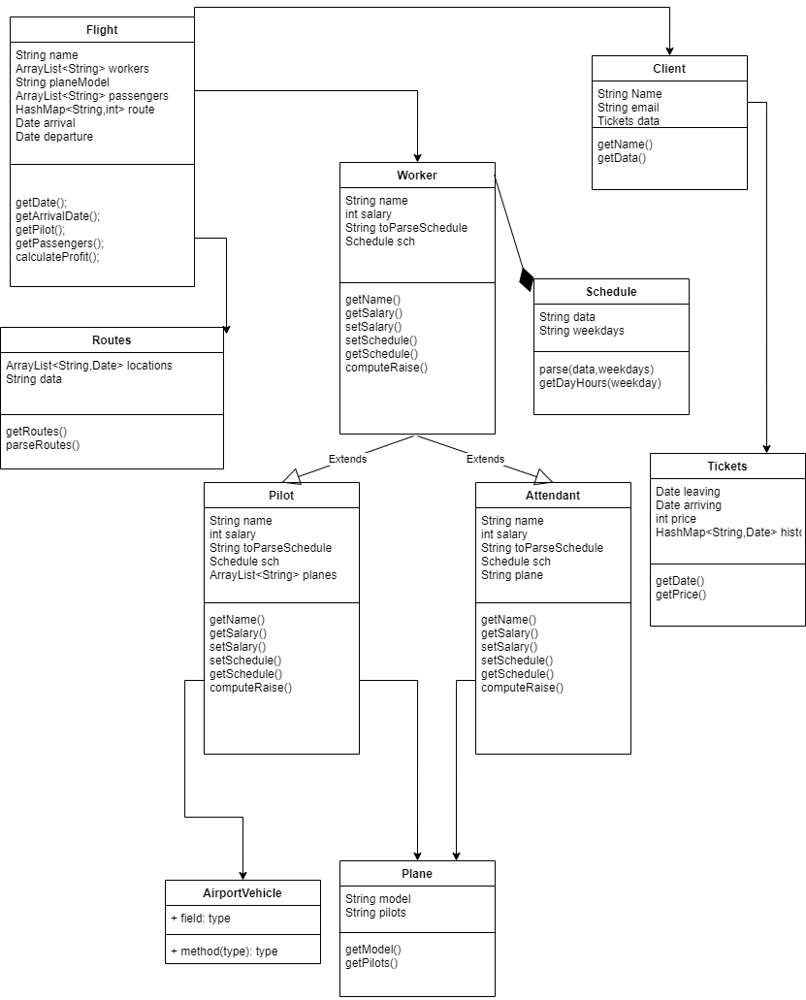 Flight
String name
ArrayList<String> workers
String planeModel
ArrayList<String> passengers
HashMap<String,int> route
Date arrival
Date departure
getDate();
getArrivalDate();
getPilot();
getPassengers();
calculateProfit();
Client
String Name
String email
Tickets data
getName()
getData()
Worker
String name
int salary
String toParseSchedule
Schedule sch
getName()
getSalary()
setSalary()
setSchedule()
getSchedule()
computeRaise()
Schedule
String data
String weekdays
parse(data,weekdays)
getDayHours(weekday)
Routes
ArrayList<String,Date> locations
String data
getRoutes()
parseRoutes()
Extends
Extends
Tickets
Date leaving
Date arriving
int price
HashMap<String,Date> histo
getDate()
getPrice()
Pilot
String name
int salary
String toParseSchedule
Schedule sch
ArrayList<String> planes
getName()
getSalary()
setSalary()
setSchedule()
getSchedule()
computeRaise()
Attendant
String name
int salary
String toParseSchedule
Schedule sch
String plane
getName()
getSalary()
setSalary()
setSchedule()
getSchedule()
computeRaise()
AirportVehicle
+ field: type
+ method(type): type
Plane
String model
String pilots
getModel()
getPilots()